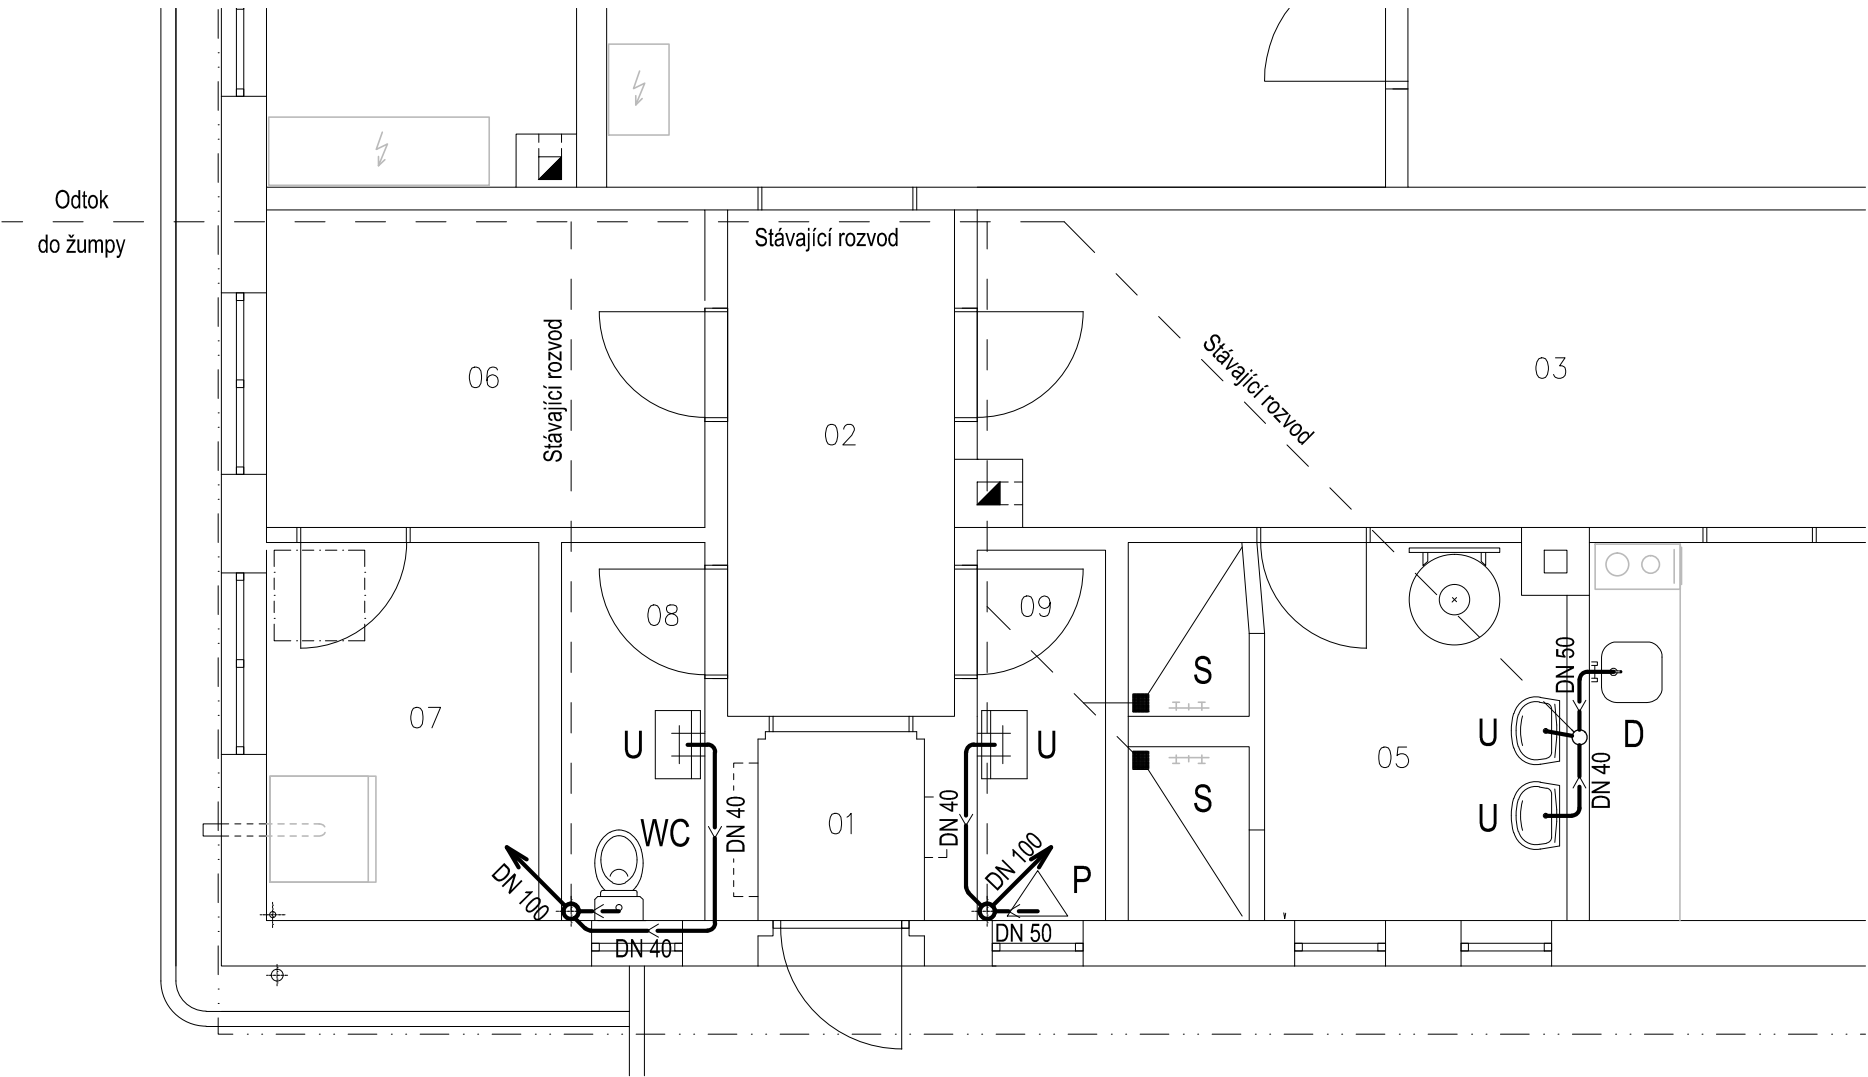 Odtok
do žumpy
Stávající rozvod
Stávající rozvod
Stávající rozvod
06
02
03
08
09
07
05
01
S
S
U
U
U
U
D
WC
P
DN 50
DN 40
DN 40
DN 40
DN 100
DN 100
DN 40
DN 50